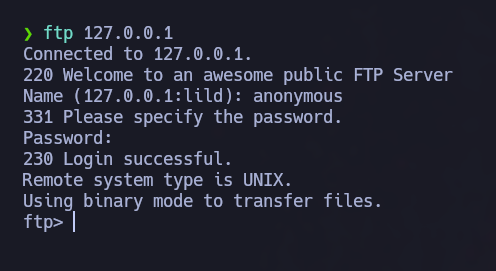 ❯ ftp 127.0.0.1
Connected to 127.0.0.1.
220 Welcome to an awesome public FTP Server
Name (127.0.0.1:lild): anonymous
331 Please specify the password.
Password:
230 Login successful.
Remote system type is UNIX.
Using binary mode to transfer files.
ftp>